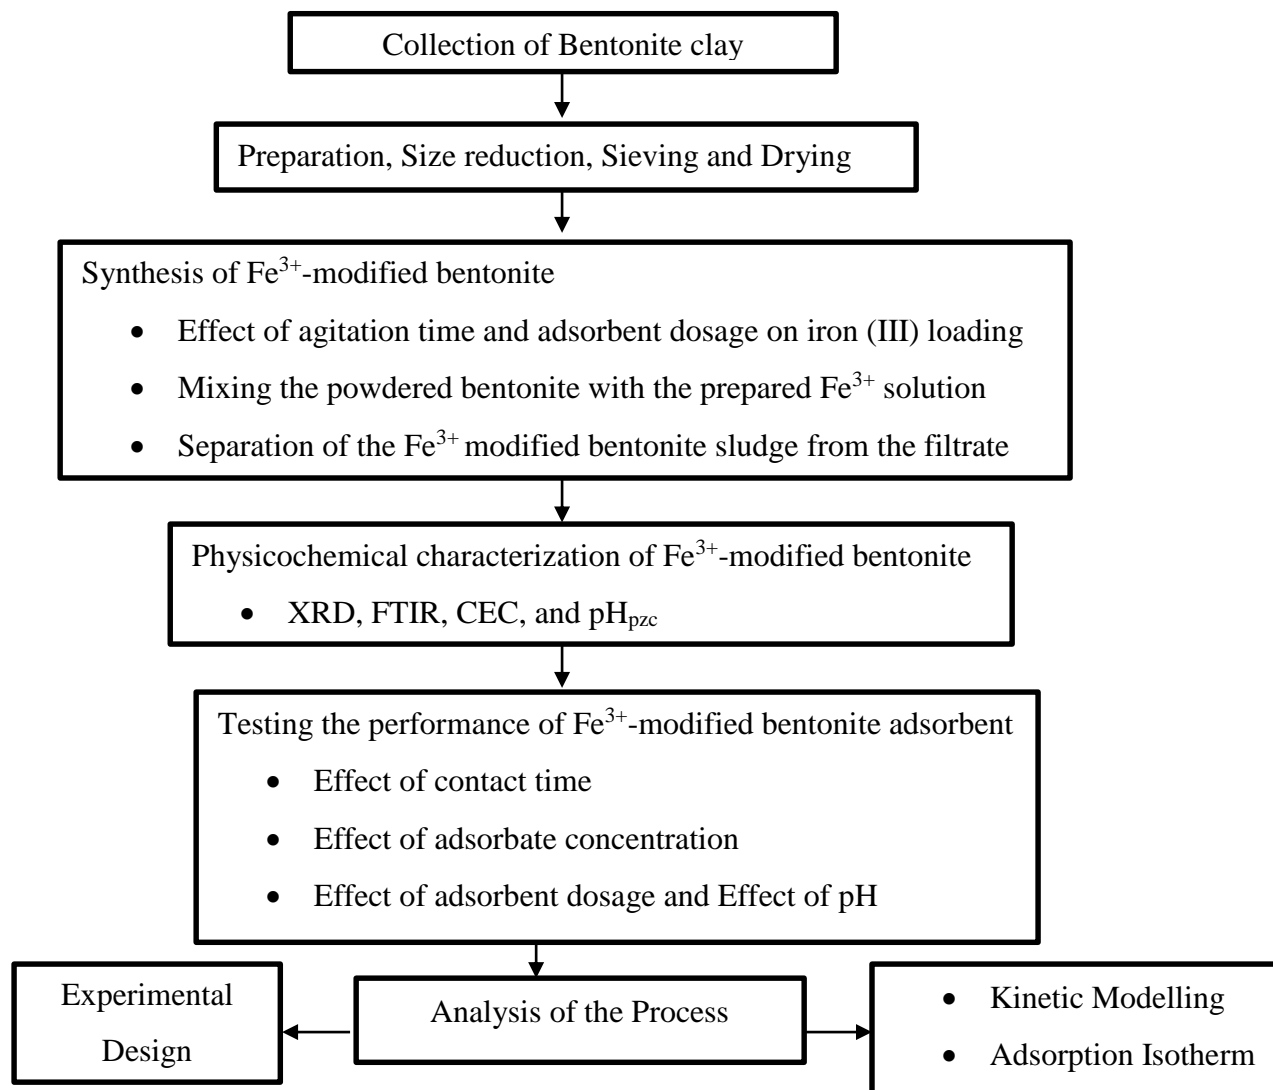 Collection of Bentonite clay
Preparation, Size reduction, Sieving and Drying
Synthesis of Fe³⁺-modified bentonite
• Effect of agitation time and adsorbent dosage on iron (III) loading
• Mixing the powdered bentonite with the prepared Fe³⁺ solution
• Separation of the Fe³⁺ modified bentonite sludge from the filtrate
Physicochemical characterization of Fe³⁺-modified bentonite
• XRD, FTIR, CEC, and pHpzc
Testing the performance of Fe³⁺-modified bentonite adsorbent
• Effect of contact time
• Effect of adsorbate concentration
• Effect of adsorbent dosage and Effect of pH
Experimental
Design
Analysis of the Process
• Kinetic Modelling
• Adsorption Isotherm